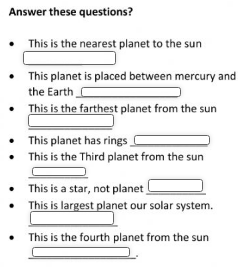 Answer these questions?
• This is the nearest planet to the sun
• This planet is placed between mercury and
the Earth
• This is the farthest planet from the sun
• This planet has rings
• This is the Third planet from the sun
• This is a star, not planet
• This is largest planet our solar system.
• This is the fourth planet from the sun
.